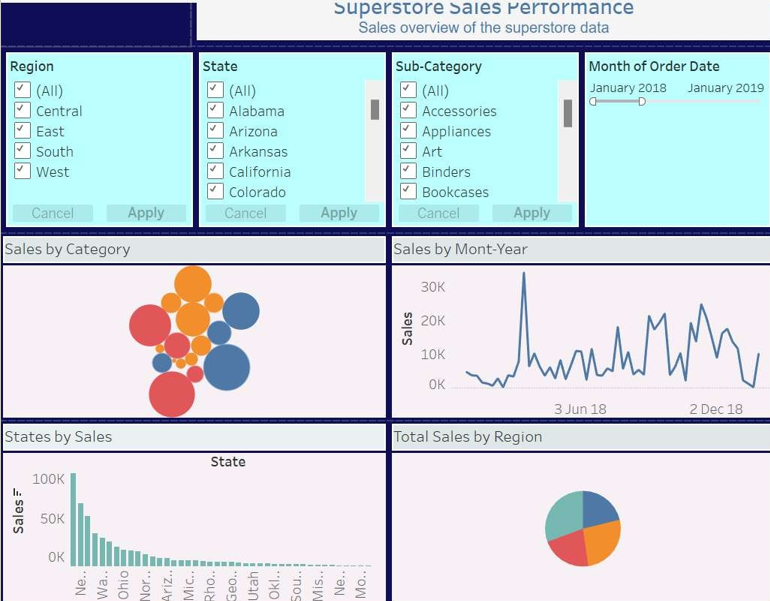 Superstore Sales Performance
Sales overview of the superstore data
Region
(All)
Central
East
South
West
Cancel Apply
State
(All)
Alabama
Arizona
Arkansas
California
Colorado
Cancel Apply
Sub-Category
(All)
Accessories
Appliances
Art
Binders
Bookcases
Cancel Apply
Month of Order Date
January 2018 January 2019
Sales by Category
Sales by Mont-Year
Sales
30K
20K
10K
0K
3 Jun 18 2 Dec 18
States by Sales
State
Sales
100K
50K
0K
Ne..
Wa..
Ohio
Nor..
Ariz..
Mic..
Rho..
Geo..
Utah
Okl..
Sou..
Mis..
Ne..
Mo..
Total Sales by Region